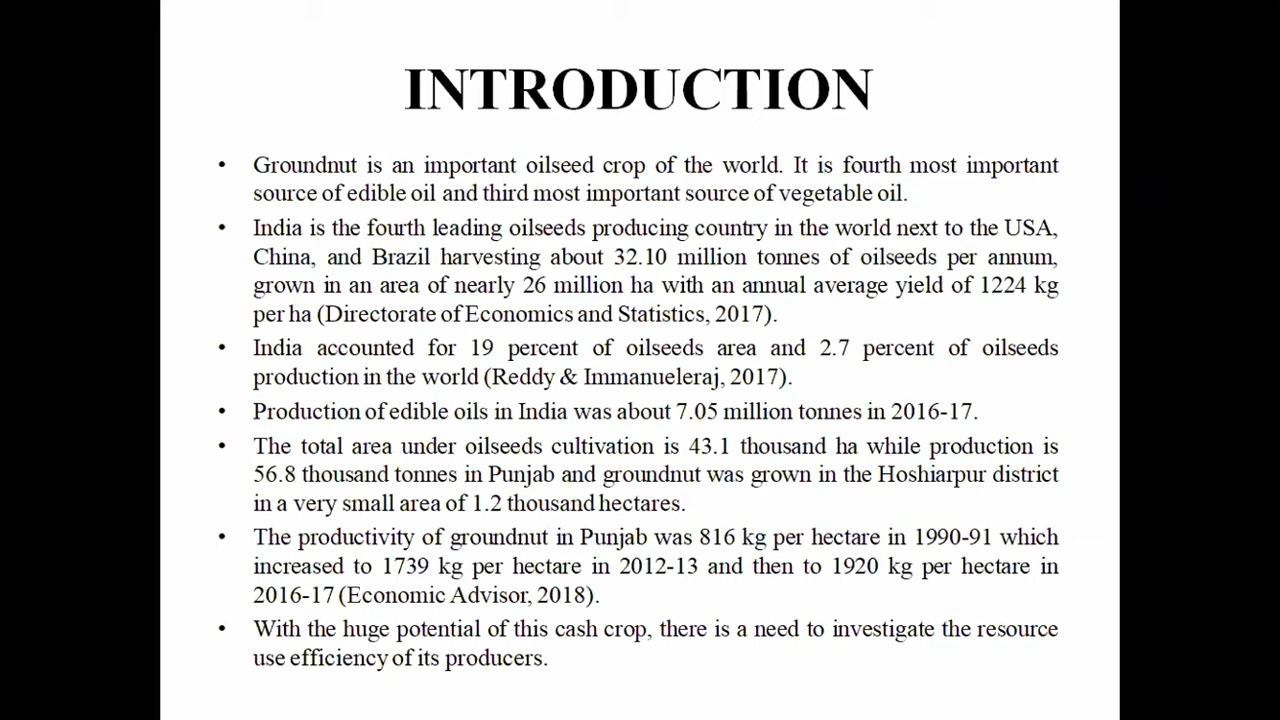 INTRODUCTION
• Groundnut is an important oilseed crop of the world. It is fourth most important
source of edible oil and third most important source of vegetable oil.
• India is the fourth leading oilseeds producing country in the world next to the USA,
China, and Brazil harvesting about 32.10 million tonnes of oilseeds per annum,
grown in an area of nearly 26 million ha with an annual average yield of 1224 kg
per ha (Directorate of Economics and Statistics, 2017).
• India accounted for 19 percent of oilseeds area and 2.7 percent of oilseeds
production in the world (Reddy & Immanueleraj, 2017).
• Production of edible oils in India was about 7.05 million tonnes in 2016-17.
• The total area under oilseeds cultivation is 43.1 thousand ha while production is
56.8 thousand tonnes in Punjab and groundnut was grown in the Hoshiarpur district
in a very small area of 1.2 thousand hectares.
• The productivity of groundnut in Punjab was 816 kg per hectare in 1990-91 which
increased to 1739 kg per hectare in 2012-13 and then to 1920 kg per hectare in
2016-17 (Economic Advisor, 2018).
• With the huge potential of this cash crop, there is a need to investigate the resource
use efficiency of its producers.